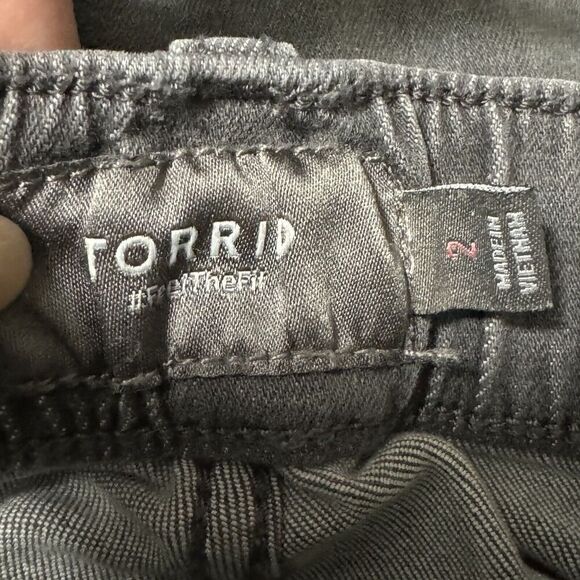 TORRID
#FeelTheFit
2
MADE IN
VIETNAM